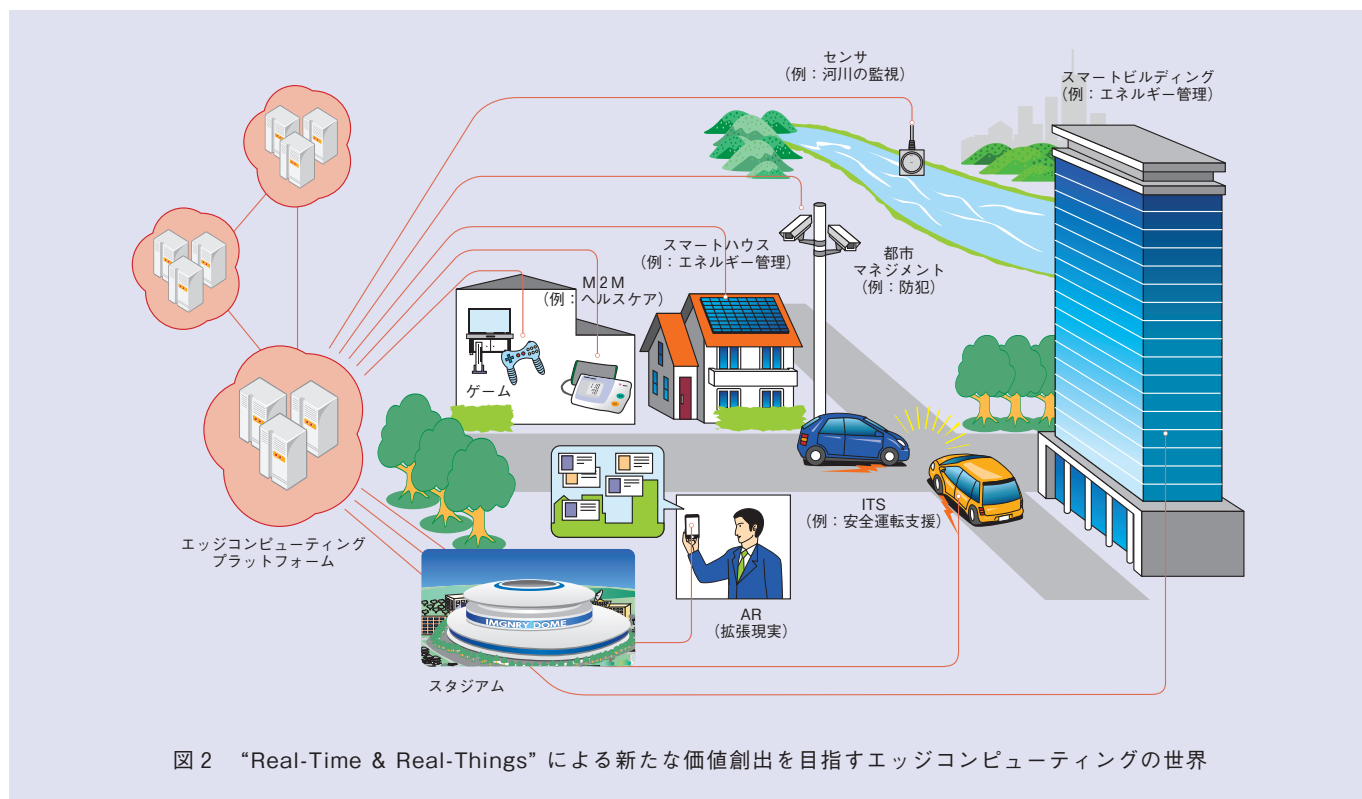 センサ
（例：河川の監視）
スマートビルディング
（例：エネルギー管理）
スマートハウス
（例：エネルギー管理）
都市
マネジメント
（例：防犯）
M2M
（例：ヘルスケア）
ゲーム
エッジコンピューティング
プラットフォーム
ITS
（例：安全運転支援）
IMGNRY DOME
AR
（拡張現実）
スタジアム
図2 “Real-Time & Real-Things” による新たな価値創出を目指すエッジコンピューティングの世界